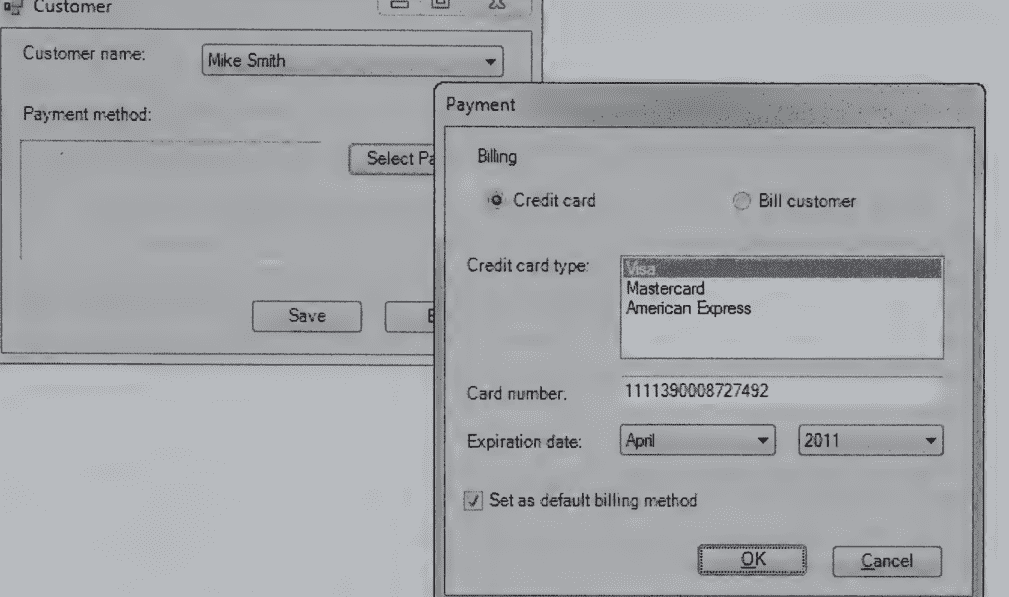 Customer
Customer name:
Mike Smith
Payment method:
Select Pa
Save
Payment
Billing
Credit card
Bill customer
Credit card type:
Visa
Mastercard
American Express
Card number:
1111390008727492
Expiration date:
April
2011
Set as default billing method
OK
Cancel